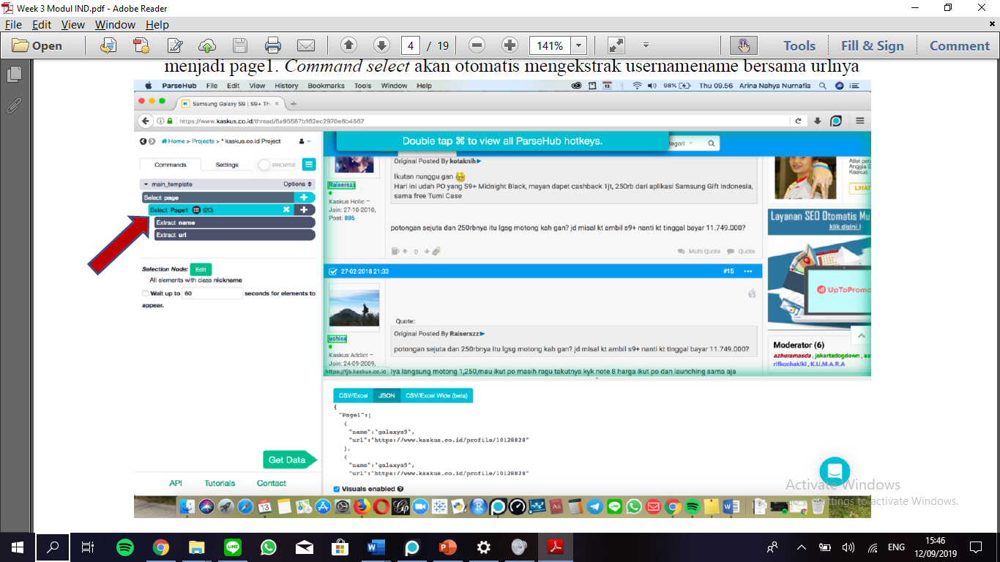 Week 3 Modul IND.pdf - Adobe Reader
File Edit View Window Help
Open 4 / 19 141% Tools Fill & Sign Comment
menjadi page1. Command select akan otomatis mengekstrak usernamename bersama urlnya
ParseHub File Edit View History Bookmarks Tools Window Help 98% Thu 09.56 Arina Nahya Nurnafia
Samsung Galaxy S9 | S9+ Th
https://www.kaskus.co.id/thread/5a95587b162ec2970e8b4567
Home > Projects > * kaskus.co.id Project
Commands Settings BROWSE
main_template Options
Select page
Select Page1 (20)
Extract name
Extract url
Selection Node: Edit
All elements with class nickname
Wait up to 60 seconds for elements to
appear.
Get Data
API Tutorials Contact
Double tap ⌘ to view all ParseHub hotkeys.
tegori
Original Posted By kotaknih
Ikutan nunggu gan
Hari ini udah PO yang S9+ Midnight Black, mayan dapet cashback 1jt, 250rb dari aplikasi Samsung Gift Indonesia,
sama free Tumi Case
Raiserszz
Kaskus Holic
Join: 27-10-2010,
Post: 886
potongan sejuta dan 250rbnya itu lgsg motong kah gan? jd misal kt ambil s9+ nanti kt tinggal bayar 11.749.000?
0 Multi Quote Quote
27-02-2018 21:33 #15
Quote:
Original Posted By Raiserszz
potongan sejuta dan 250rbnya itu lgsg motong kah gan? jd misal kt ambil s9+ nanti kt tinggal bayar 11.749.000?
uchica
Kaskus Addict
Join: 24-09-2009,
https://fjb.kaskus.co.id
Iya langsung motong 1,250,mau ikut po masih ragu takutnya kyk note 8 harga ikut po dan launching sama aja
Atlet peb
Anggia S
Kaskus
LIHAT
Layanan SEO Otomatis Mu
klik disini !
UpToPromo
Moderator (6)
azhuramasda , jakartadogdown , aa
rifkonhakiki , K.U.M.A.R.A
CSV/Excel JSON CSV/Excel Wide (beta)
{
"Page1":[
{
"name":"galaxys9",
"url":"https://www.kaskus.co.id/profile/10128828"
},
{
"name":"galaxys9",
"url":"https://www.kaskus.co.id/profile/10128828"
Visuals enabled
Activate Windows
to activate Windows.
ENG
15:46
12/09/2019